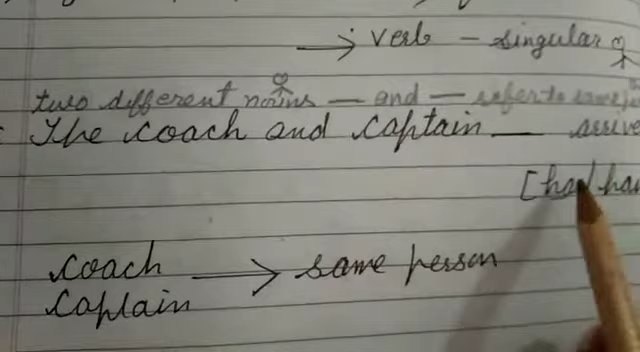 → verb - singular
two different nouns — and — refer to same
The coach and captain — arrive
[has/ha
coach
captain → same person